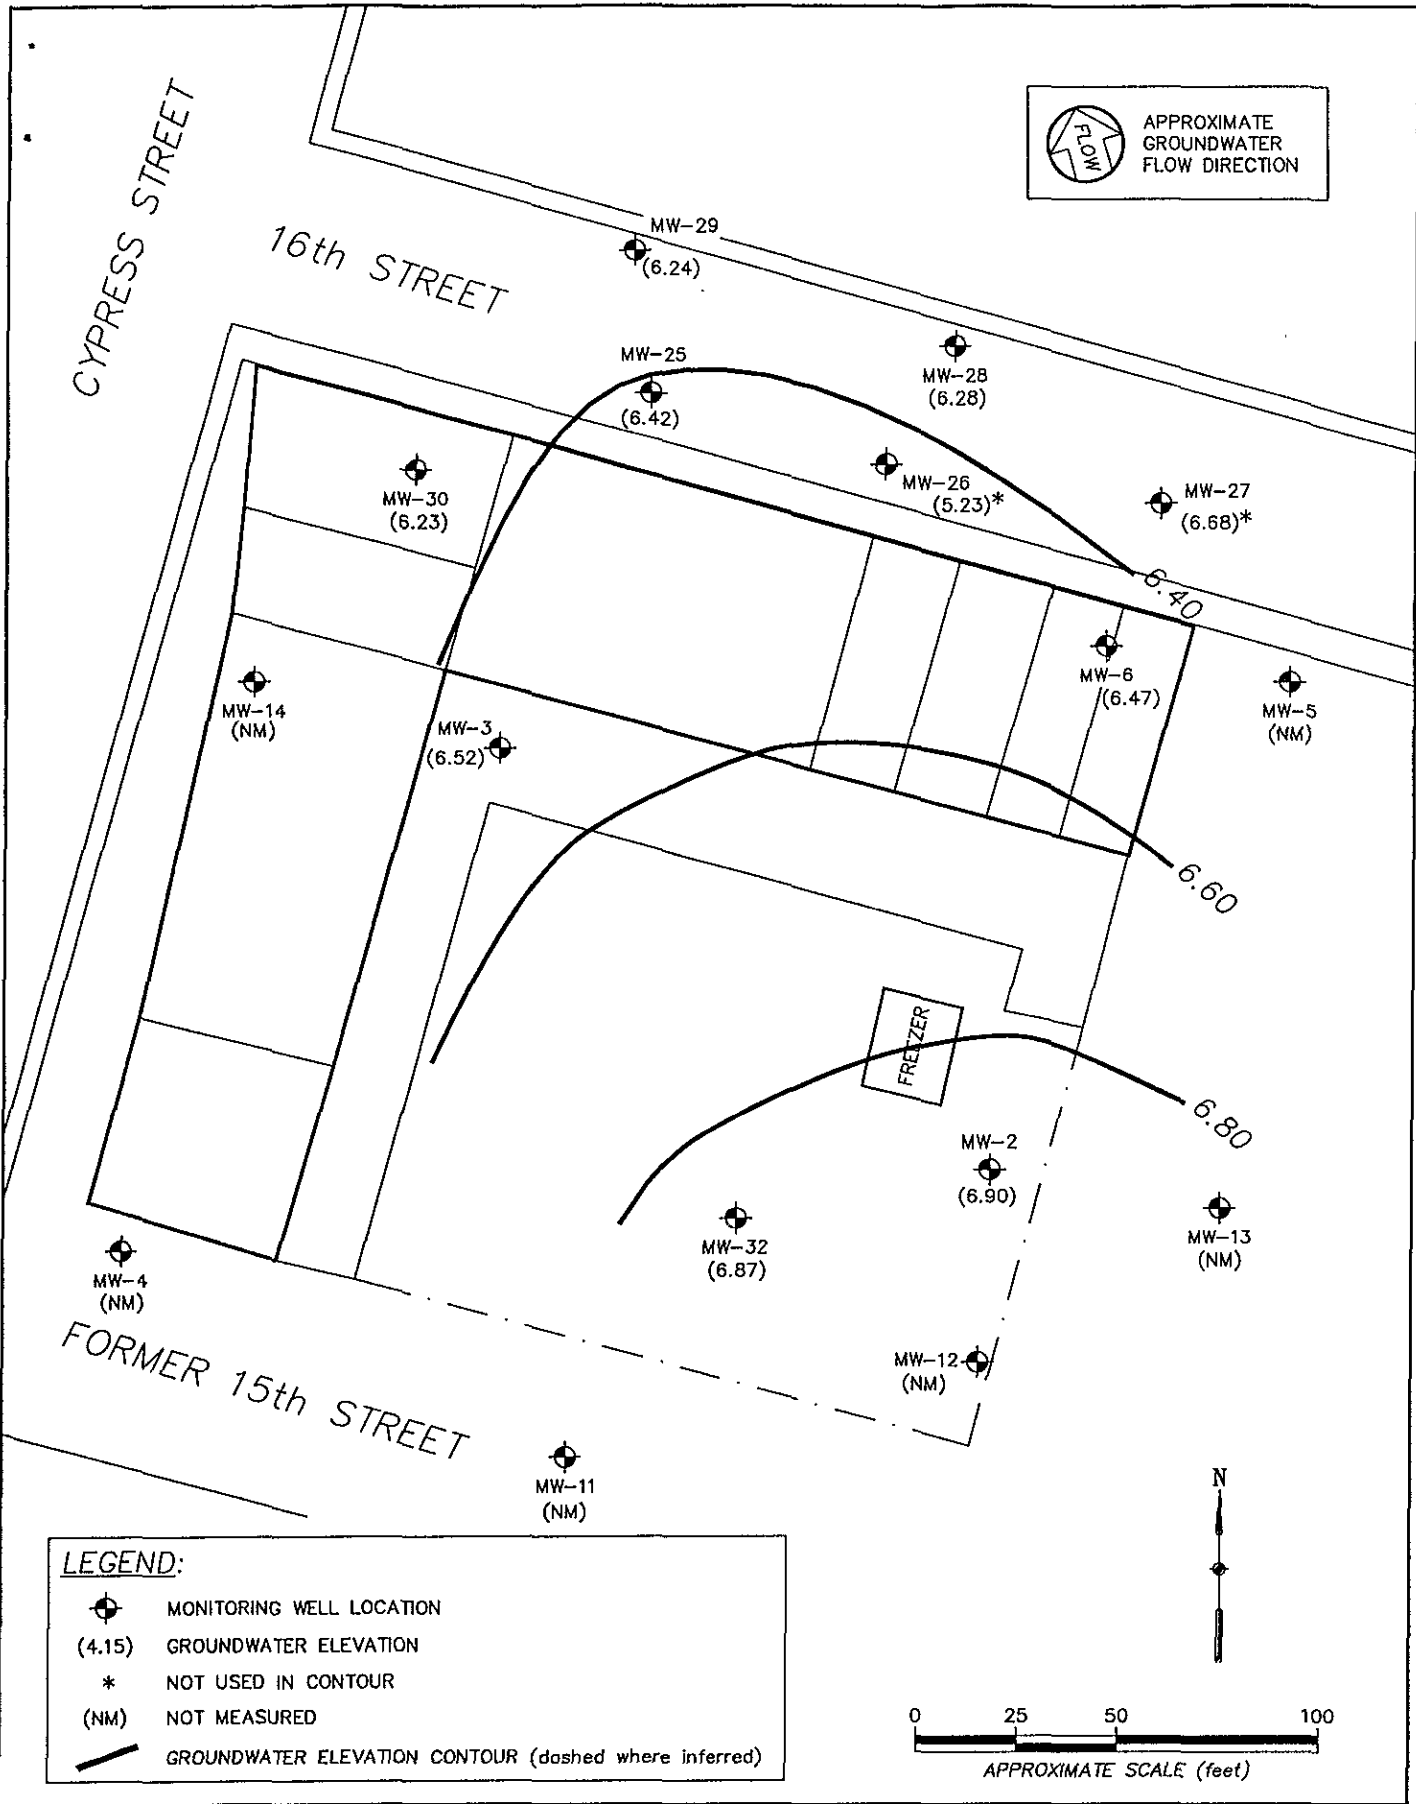 FLOW
APPROXIMATE
GROUNDWATER
FLOW DIRECTION
CYPRESS STREET
16th STREET
MW-29
(6.24)
MW-25
(6.42)
MW-28
(6.28)
MW-30
(6.23)
MW-26
(5.23)*
MW-27
(6.68)*
6.40
MW-6
(6.47)
MW-5
(NM)
MW-14
(NM)
MW-3
(6.52)
6.60
FREEZER
6.80
MW-2
(6.90)
MW-32
(6.87)
MW-13
(NM)
MW-4
(NM)
MW-12
(NM)
FORMER 15th STREET
MW-11
(NM)
N
LEGEND:
MONITORING WELL LOCATION
(4.15) GROUNDWATER ELEVATION
* NOT USED IN CONTOUR
(NM) NOT MEASURED
GROUNDWATER ELEVATION CONTOUR (dashed where inferred)
0 25 50 100
APPROXIMATE SCALE (feet)